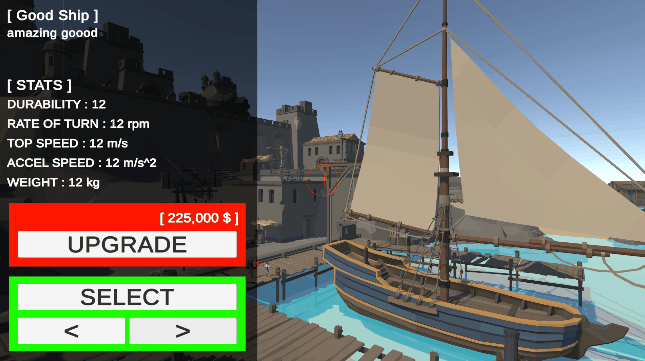 [ Good Ship ]
amazing goood
[ STATS ]
DURABILITY : 12
RATE OF TURN : 12 rpm
TOP SPEED : 12 m/s
ACCEL SPEED : 12 m/s^2
WEIGHT : 12 kg
[ 225,000 $ ]
UPGRADE
SELECT
< >